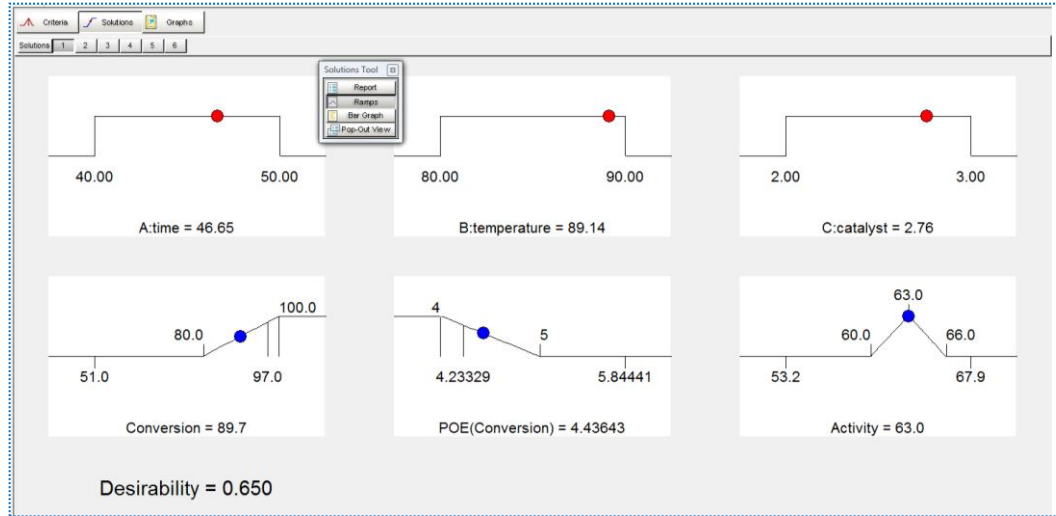 Criteria Solutions Graphs
Solutions 1 2 3 4 5 6
Solutions Tool
Report
Ramps
Bar Graph
Pop-Out View
40.00 50.00
A:time = 46.65
80.00 90.00
B:temperature = 89.14
2.00 3.00
C:catalyst = 2.76
100.0
80.0
51.0 97.0
Conversion = 89.7
4
5
4.23329 5.84441
POE(Conversion) = 4.43643
63.0
60.0 66.0
53.2 67.9
Activity = 63.0
Desirability = 0.650